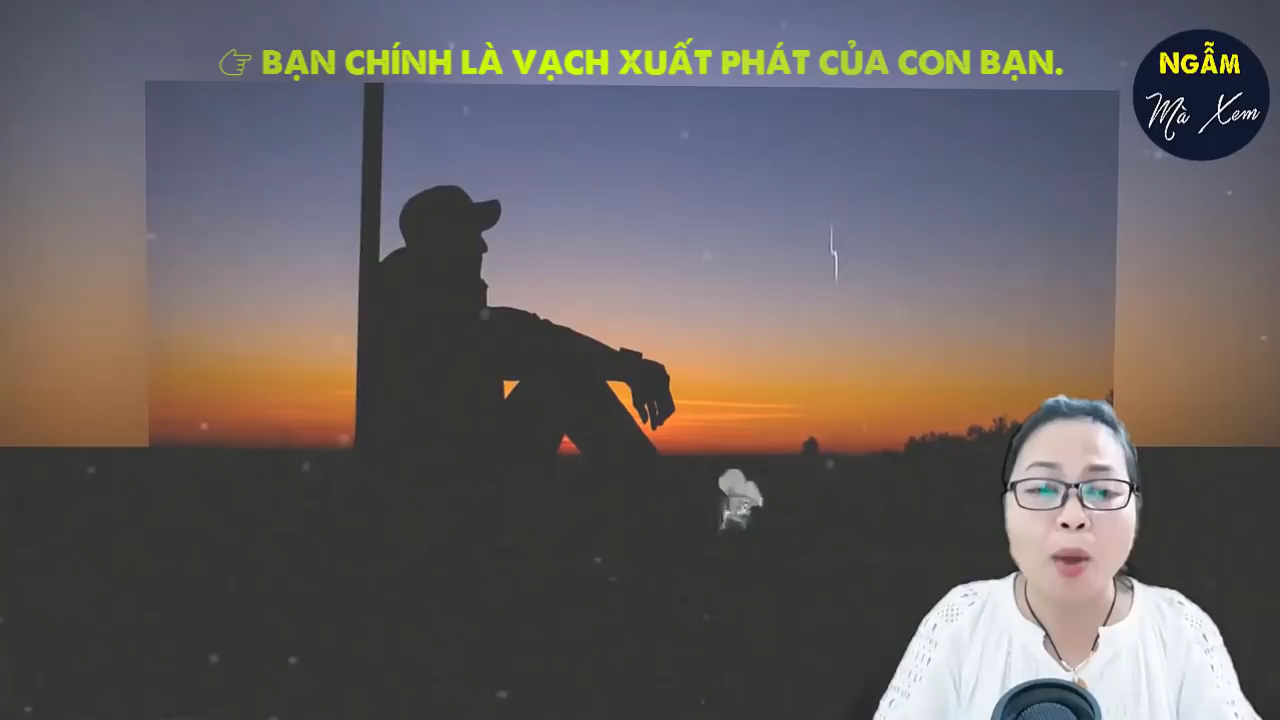 👉 BẠN CHÍNH LÀ VẠCH XUẤT PHÁT CỦA CON BẠN.
NGẪM
Mà Xem